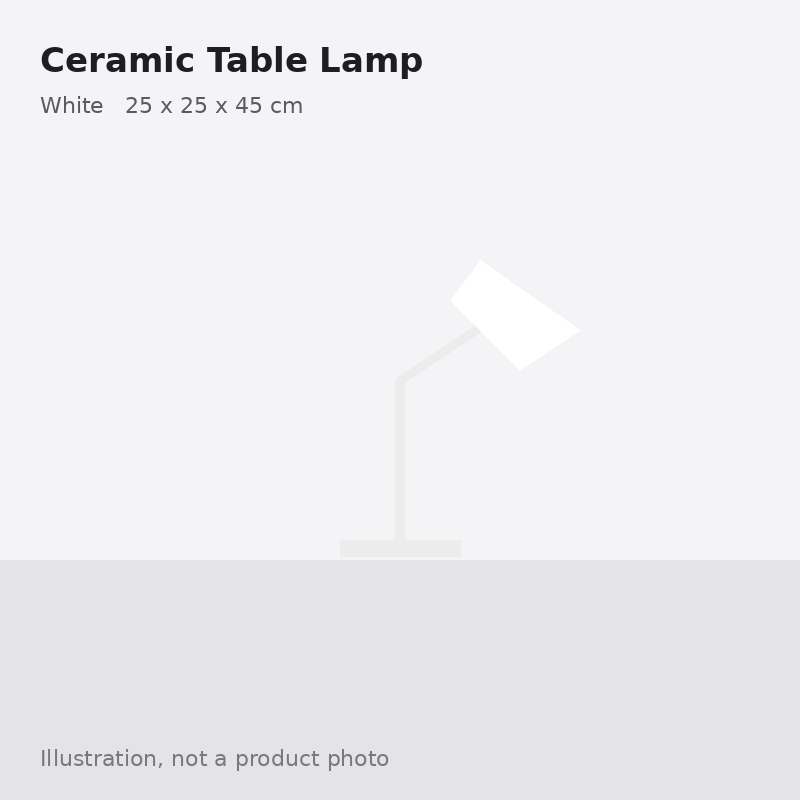 Ceramic Table Lamp
White 25 x 25 x 45 cm
Illustration, not a product photo